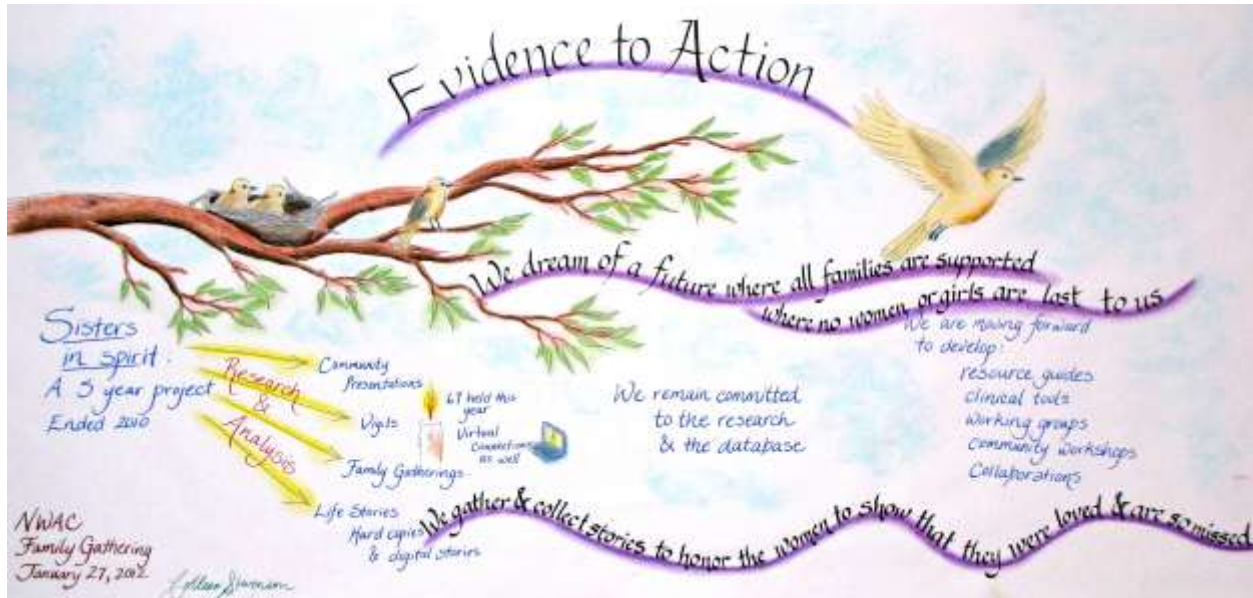 Evidence to Action
We dream of a future where all families are supported
where no women or girls are lost to us
Sisters
in spirit:
A 5 year project
Ended 2010
Research
&
Analysis
Community
Presentations
Vigils
67 held this
year
Virtual
Connections
as well
Family Gatherings
Life Stories
Hard copies
& digital stories
We remain committed
to the research
& the database
We are moving forward
to develop:
resource guides
clinical tools
working groups
Community workshops
Collaborations
We gather & collect stories to honor the women to show that they were loved & are so missed
NWAC
Family Gathering
January 27, 2012